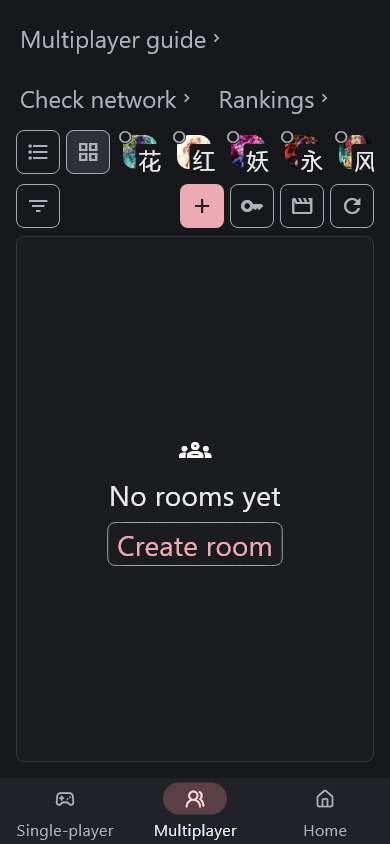 Multiplayer guide
Check network Rankings
花 红 妖 永 风
No rooms yet
Create room
Single-player Multiplayer Home